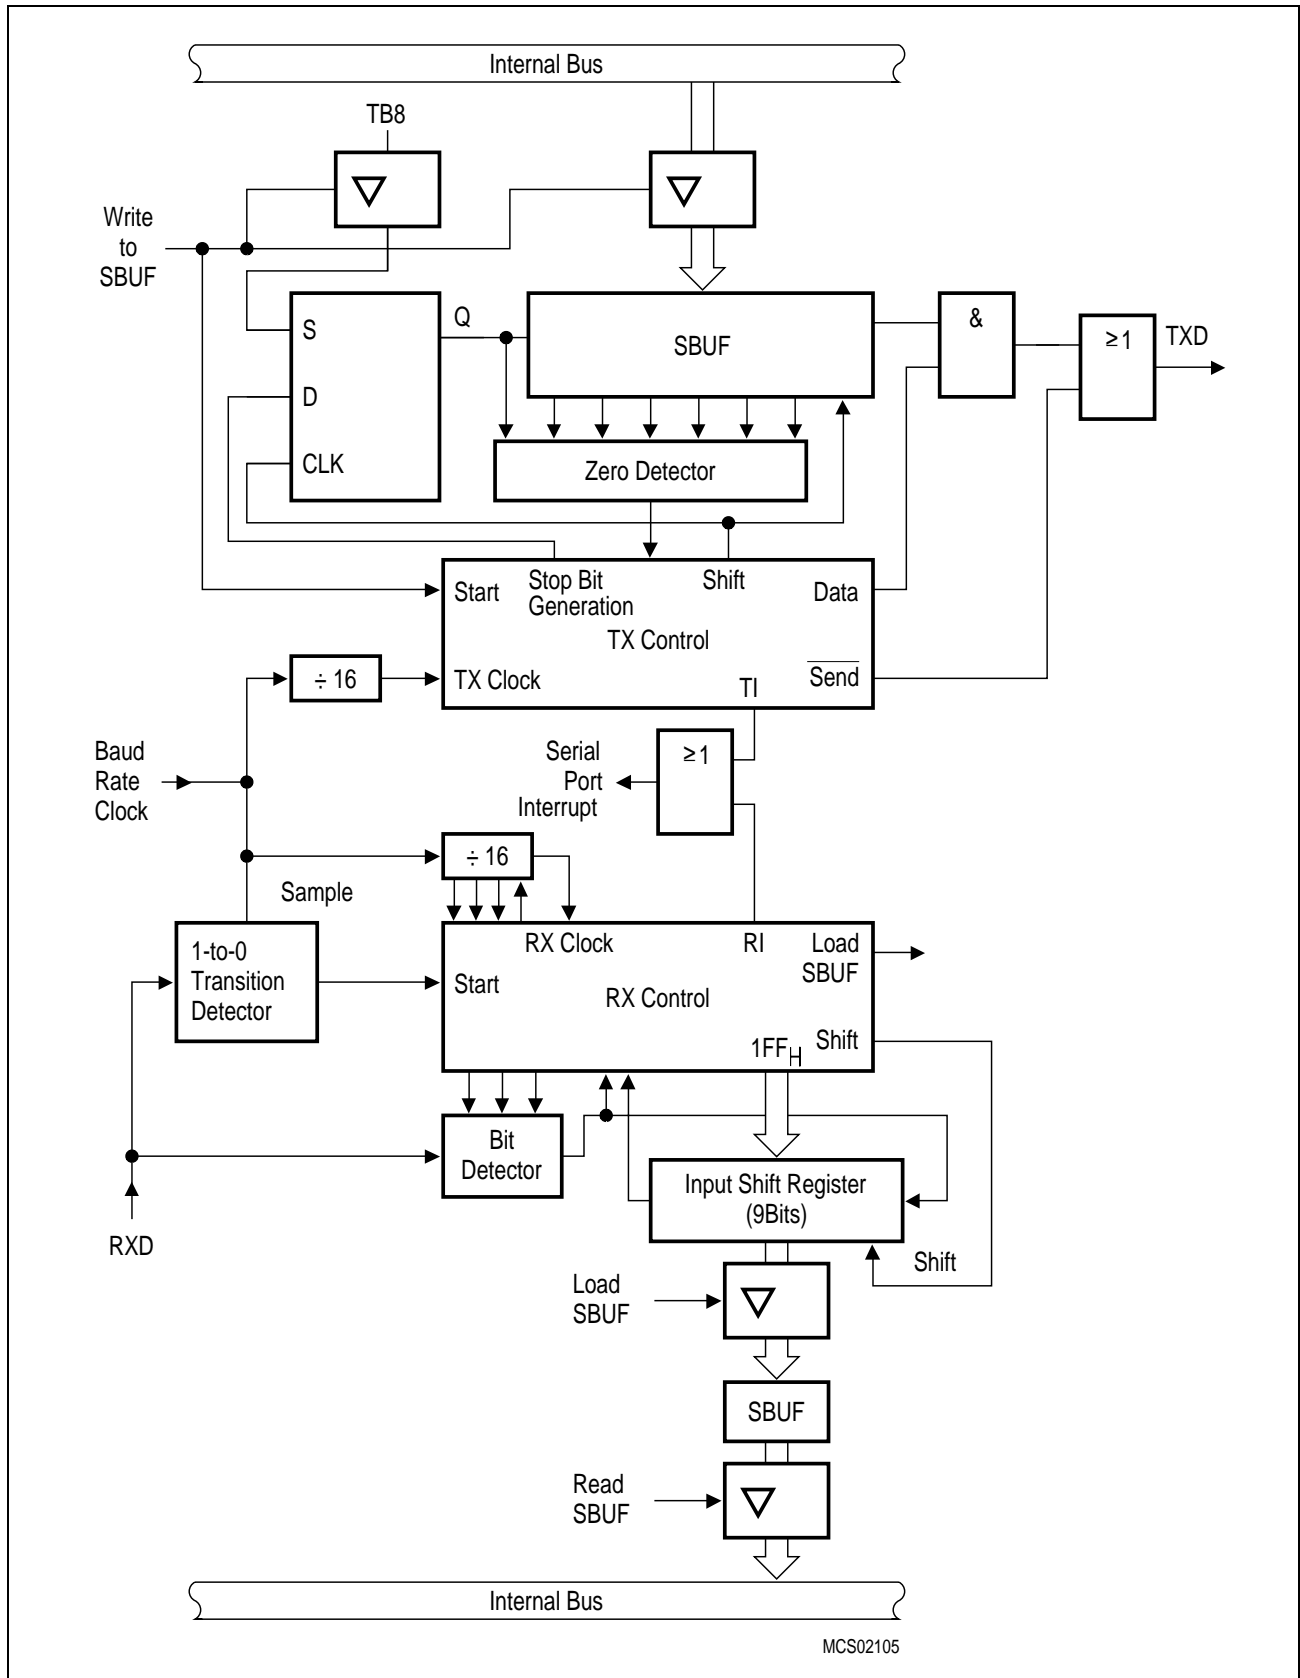 Internal Bus
TB8
Write
to
SBUF
S
Q
SBUF
&
≥1
TXD
D
CLK
Zero Detector
Start
Stop Bit
Generation
Shift
Data
TX Control
÷ 16
TX Clock
TI
Send
Baud
Rate
Clock
Serial
Port
Interrupt
≥1
÷ 16
Sample
1-to-0
Transition
Detector
RX Clock
RI
Load
SBUF
Start
RX Control
1FFH
Shift
Bit
Detector
Input Shift Register
(9Bits)
RXD
Shift
Load
SBUF
SBUF
Read
SBUF
Internal Bus
MCS02105